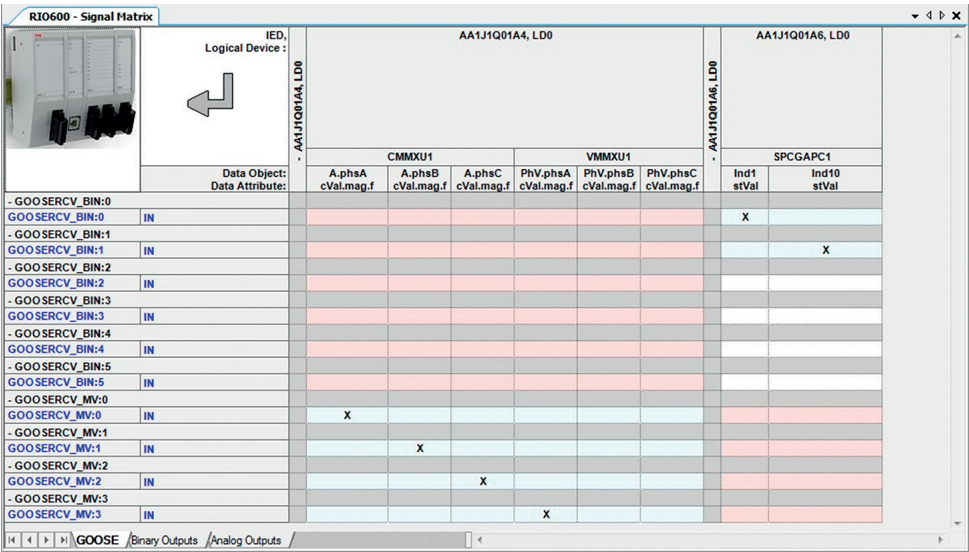 RIO600 - Signal Matrix
IED,
Logical Device :
- AA1J1Q01A4, LD0
AA1J1Q01A4, LD0
- AA1J1Q01A6, LD0
AA1J1Q01A6, LD0
CMMXU1 VMMXU1 SPCGAPC1
Data Object: A.phsA A.phsB A.phsC PhV.phsA PhV.phsB PhV.phsC Ind1 Ind10
Data Attribute: cVal.mag.f cVal.mag.f cVal.mag.f cVal.mag.f cVal.mag.f cVal.mag.f stVal stVal
- GOOSERCV_BIN:0
GOOSERCV_BIN:0 IN X
- GOOSERCV_BIN:1
GOOSERCV_BIN:1 IN X
- GOOSERCV_BIN:2
GOOSERCV_BIN:2 IN
- GOOSERCV_BIN:3
GOOSERCV_BIN:3 IN
- GOOSERCV_BIN:4
GOOSERCV_BIN:4 IN
- GOOSERCV_BIN:5
GOOSERCV_BIN:5 IN
- GOOSERCV_MV:0
GOOSERCV_MV:0 IN X
- GOOSERCV_MV:1
GOOSERCV_MV:1 IN X
- GOOSERCV_MV:2
GOOSERCV_MV:2 IN X
- GOOSERCV_MV:3
GOOSERCV_MV:3 IN X
GOOSE Binary Outputs Analog Outputs